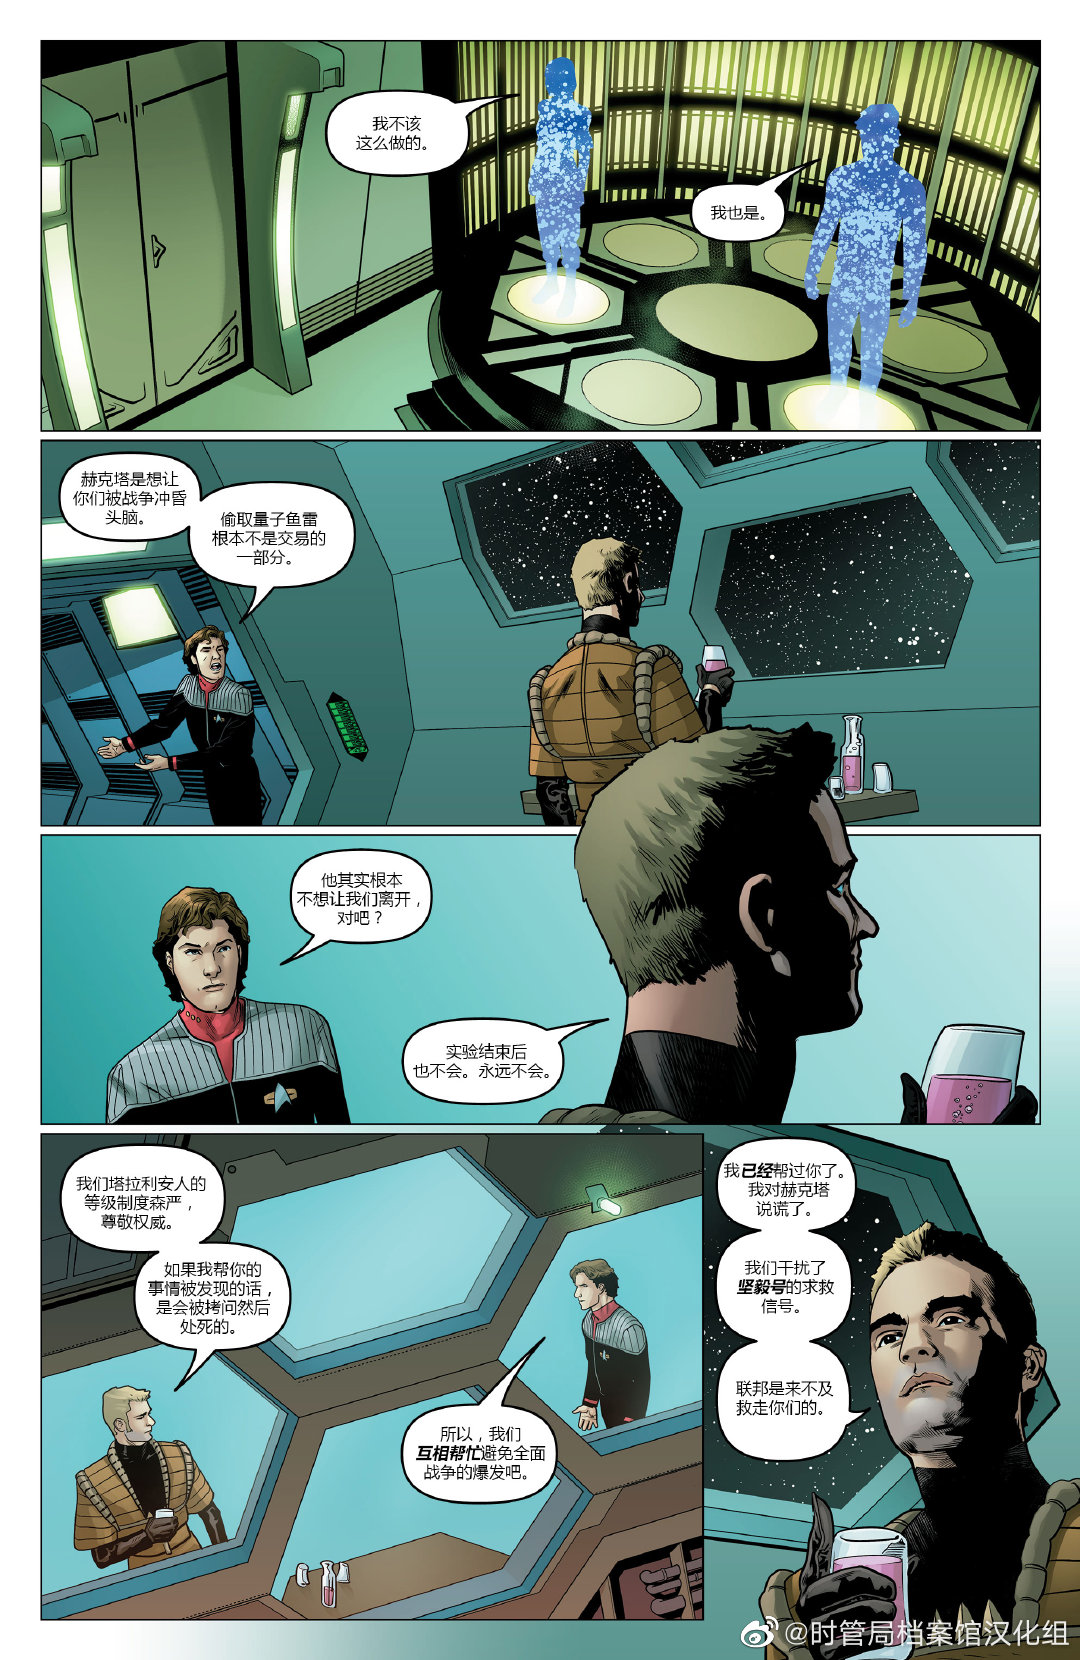 我不该
这么做的。
我也是。
赫克塔是想让
你们被战争冲昏
头脑。
偷取量子鱼雷
根本不是交易的
一部分。
他其实根本
不想让我们离开，
对吧？
实验结束后
也不会。永远不会。
我们塔拉利安人的
等级制度森严，
尊敬权威。
如果我帮你的
事情被发现的话，
是会被拷问然后
处死的。
所以，我们
互相帮忙避免全面
战争的爆发吧。
我已经帮过你了。
我对赫克塔
说谎了。
我们干扰了
坚毅号的求救
信号。
联邦是来不及
救走你们的。
@时管局档案馆汉化组